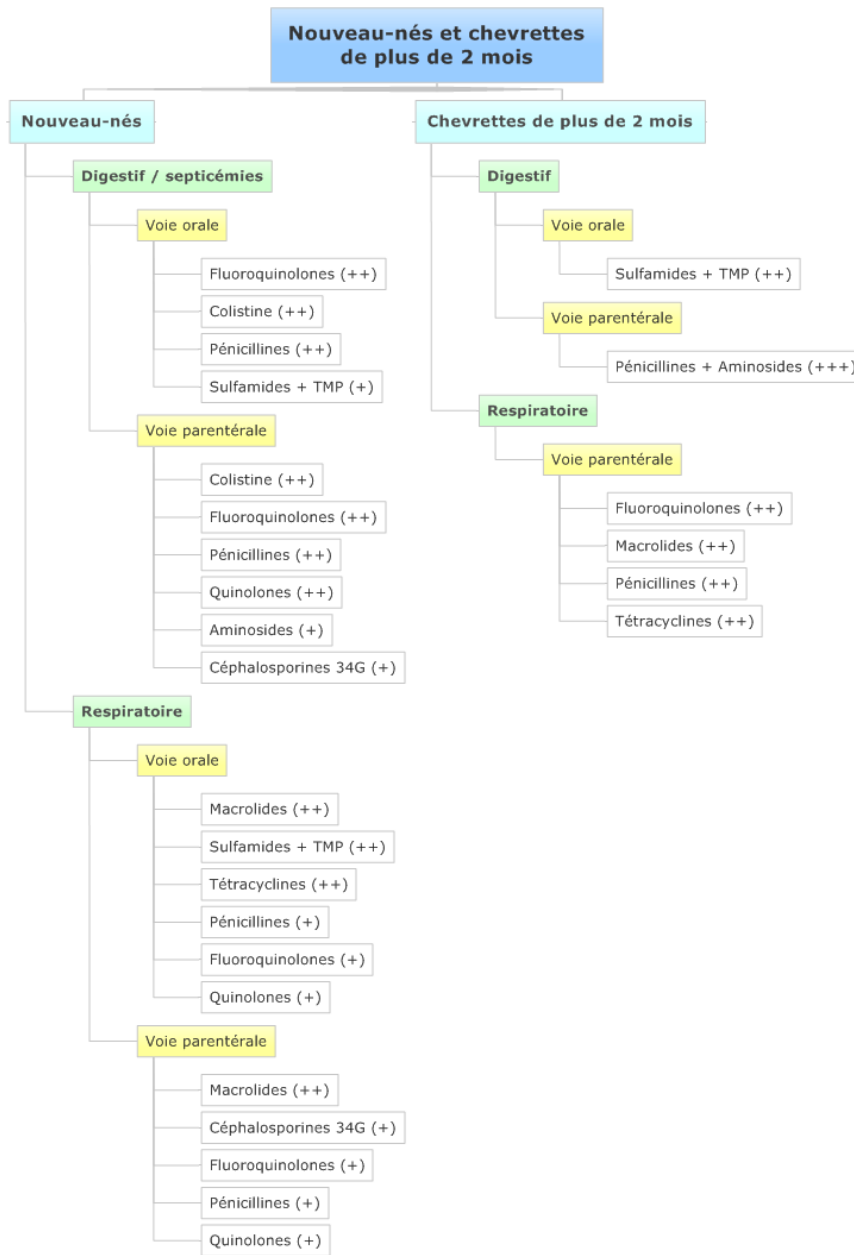 Nouveau-nés et chevrettes
de plus de 2 mois
Nouveau-nés
Digestif / septicémies
Voie orale
Fluoroquinolones (++)
Colistine (++)
Pénicillines (++)
Sulfamides + TMP (+)
Voie parentérale
Colistine (++)
Fluoroquinolones (++)
Pénicillines (++)
Quinolones (++)
Aminosides (+)
Céphalosporines 34G (+)
Respiratoire
Voie orale
Macrolides (++)
Sulfamides + TMP (++)
Tétracyclines (++)
Pénicillines (+)
Fluoroquinolones (+)
Quinolones (+)
Voie parentérale
Macrolides (++)
Céphalosporines 34G (+)
Fluoroquinolones (+)
Pénicillines (+)
Quinolones (+)
Chevrettes de plus de 2 mois
Digestif
Voie orale
Sulfamides + TMP (++)
Voie parentérale
Pénicillines + Aminosides (+++)
Respiratoire
Voie parentérale
Fluoroquinolones (++)
Macrolides (++)
Pénicillines (++)
Tétracyclines (++)